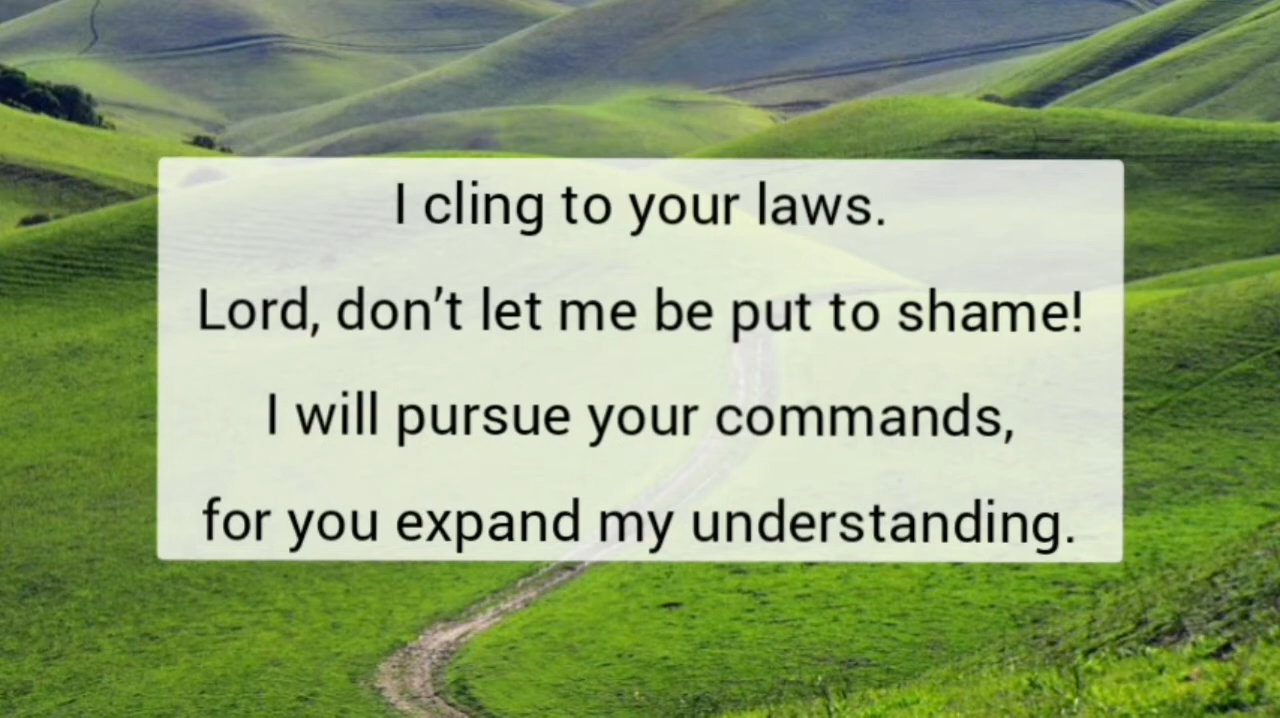 I cling to your laws.
Lord, don’t let me be put to shame!
I will pursue your commands,
for you expand my understanding.